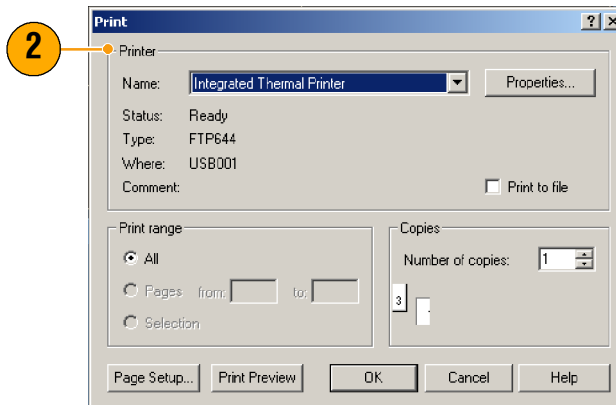 Print
2
Printer
Name: Integrated Thermal Printer Properties...
Status: Ready
Type: FTP644
Where: USB001
Comment: Print to file
Print range
All
Pages from: to:
Selection
Copies
Number of copies: 1
3
Page Setup... Print Preview OK Cancel Help